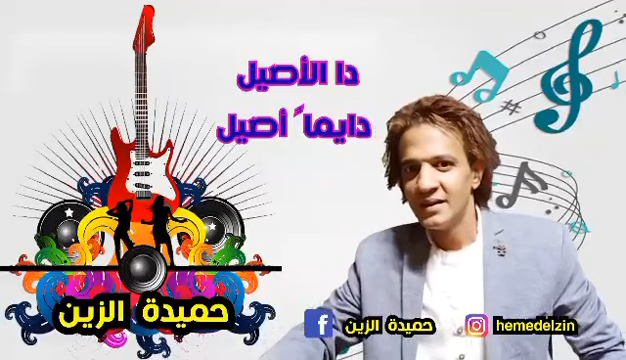 دا الأصيل
دايماً أصيل
حميدة الزين
حميدة الزين
hemedelzin